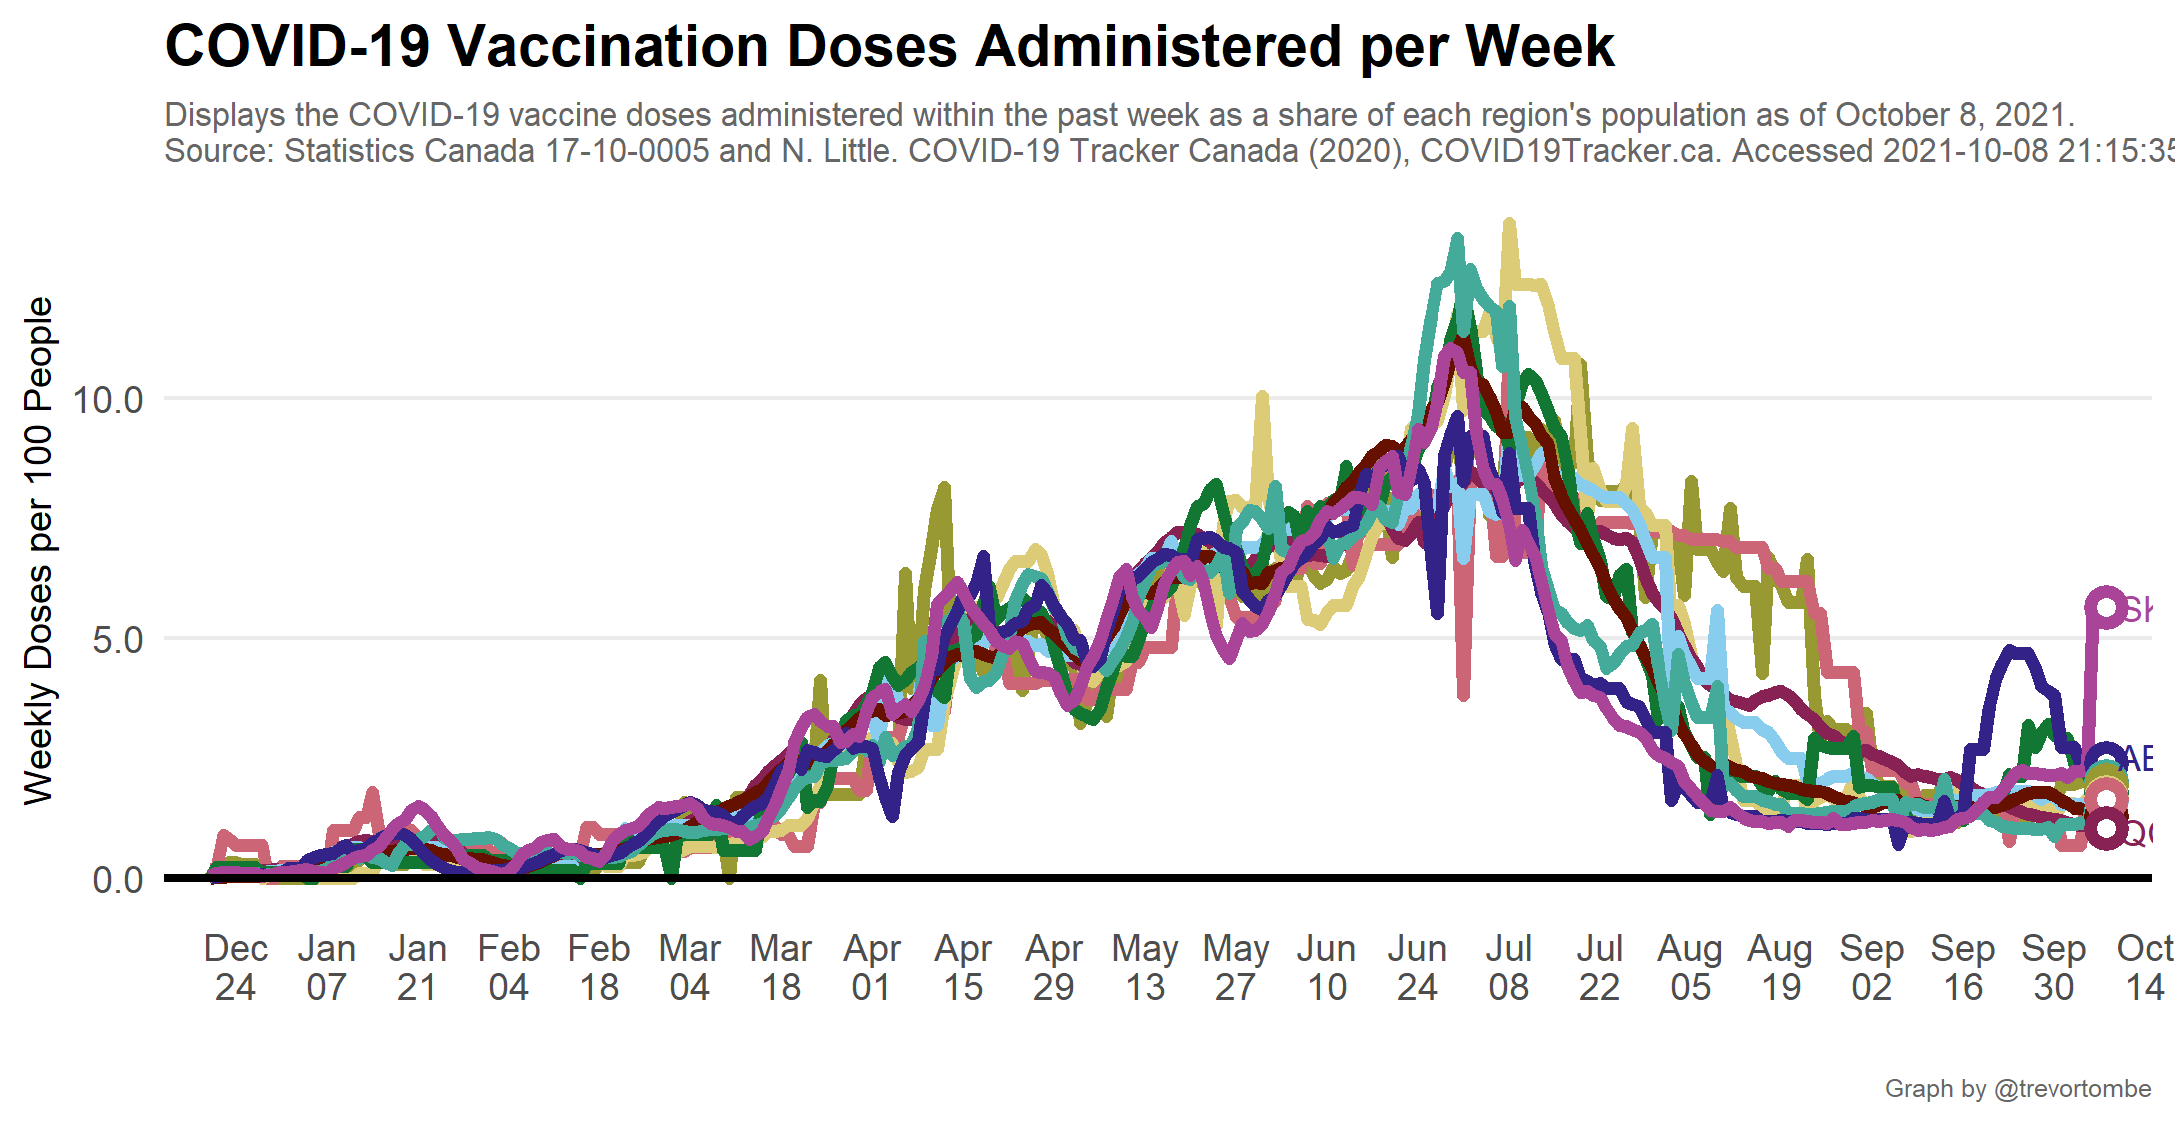 COVID-19 Vaccination Doses Administered per Week
Displays the COVID-19 vaccine doses administered within the past week as a share of each region's population as of October 8, 2021.
Source: Statistics Canada 17-10-0005 and N. Little. COVID-19 Tracker Canada (2020), COVID19Tracker.ca. Accessed 2021-10-08 21:15:35
Weekly Doses per 100 People
10.0
5.0
0.0
SK
AB
QC
Dec 24
Jan 07
Jan 21
Feb 04
Feb 18
Mar 04
Mar 18
Apr 01
Apr 15
Apr 29
May 13
May 27
Jun 10
Jun 24
Jul 08
Jul 22
Aug 05
Aug 19
Sep 02
Sep 16
Sep 30
Oct 14
Graph by @trevortombe